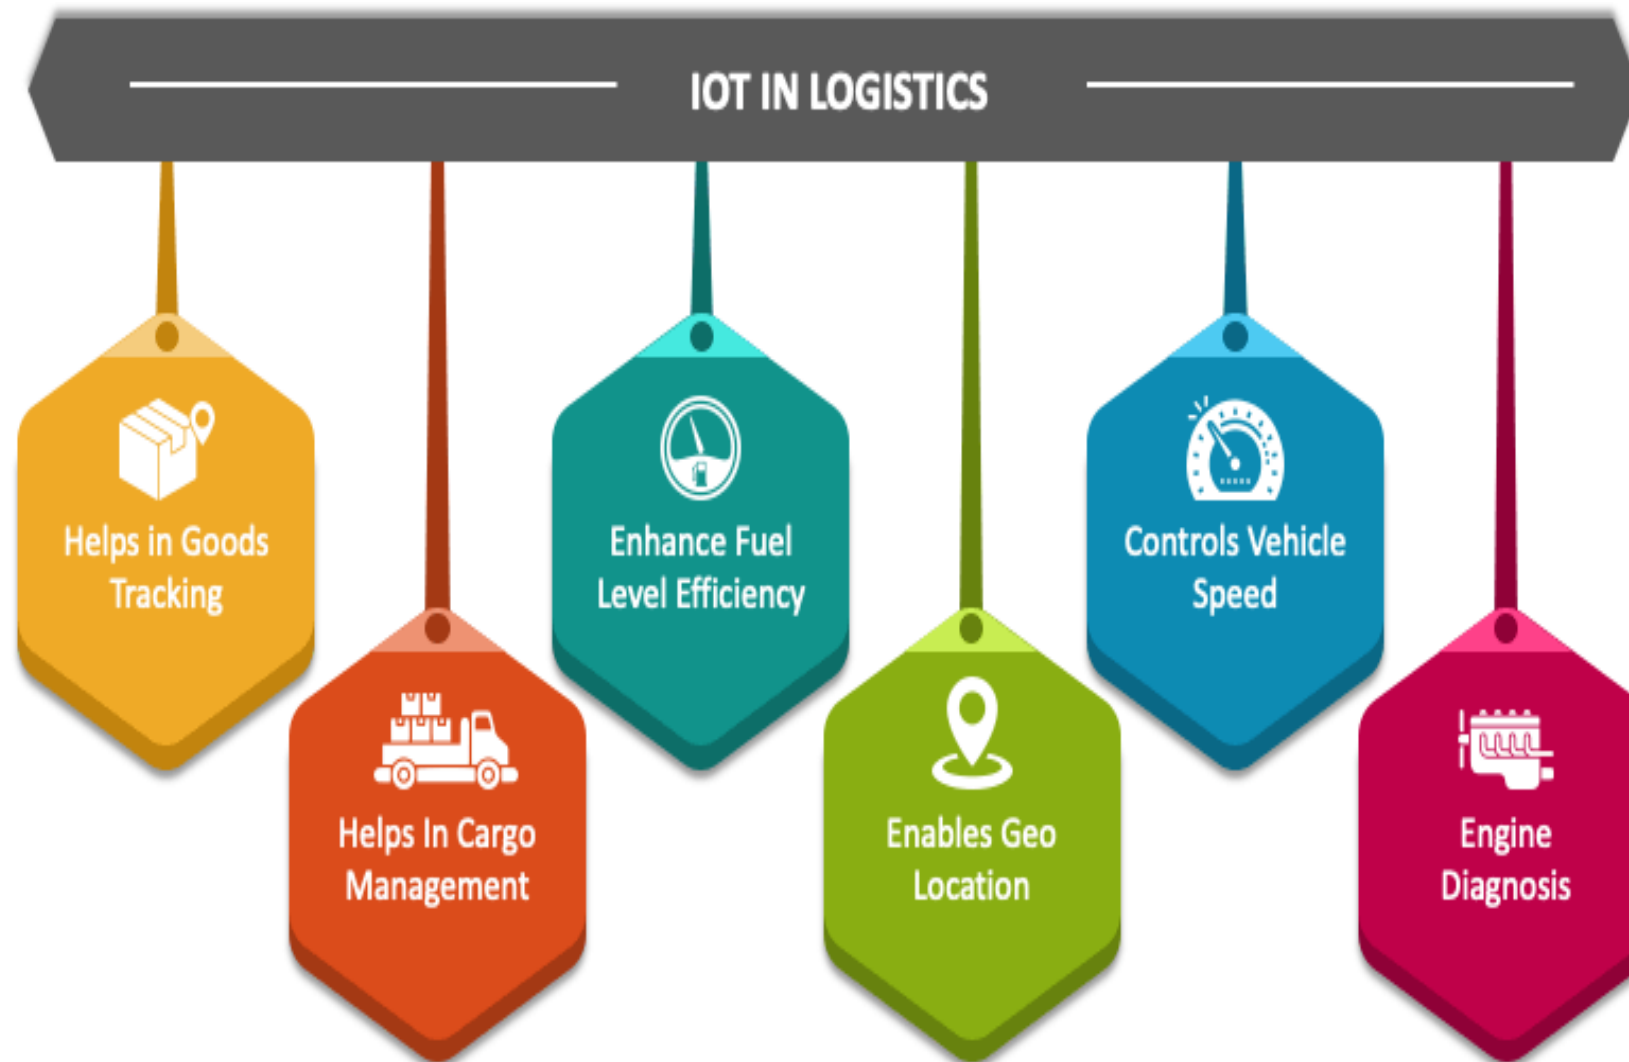 IOT IN LOGISTICS
Helps in Goods
Tracking
Helps In Cargo
Management
Enhance Fuel
Level Efficiency
Enables Geo
Location
Controls Vehicle
Speed
Engine
Diagnosis